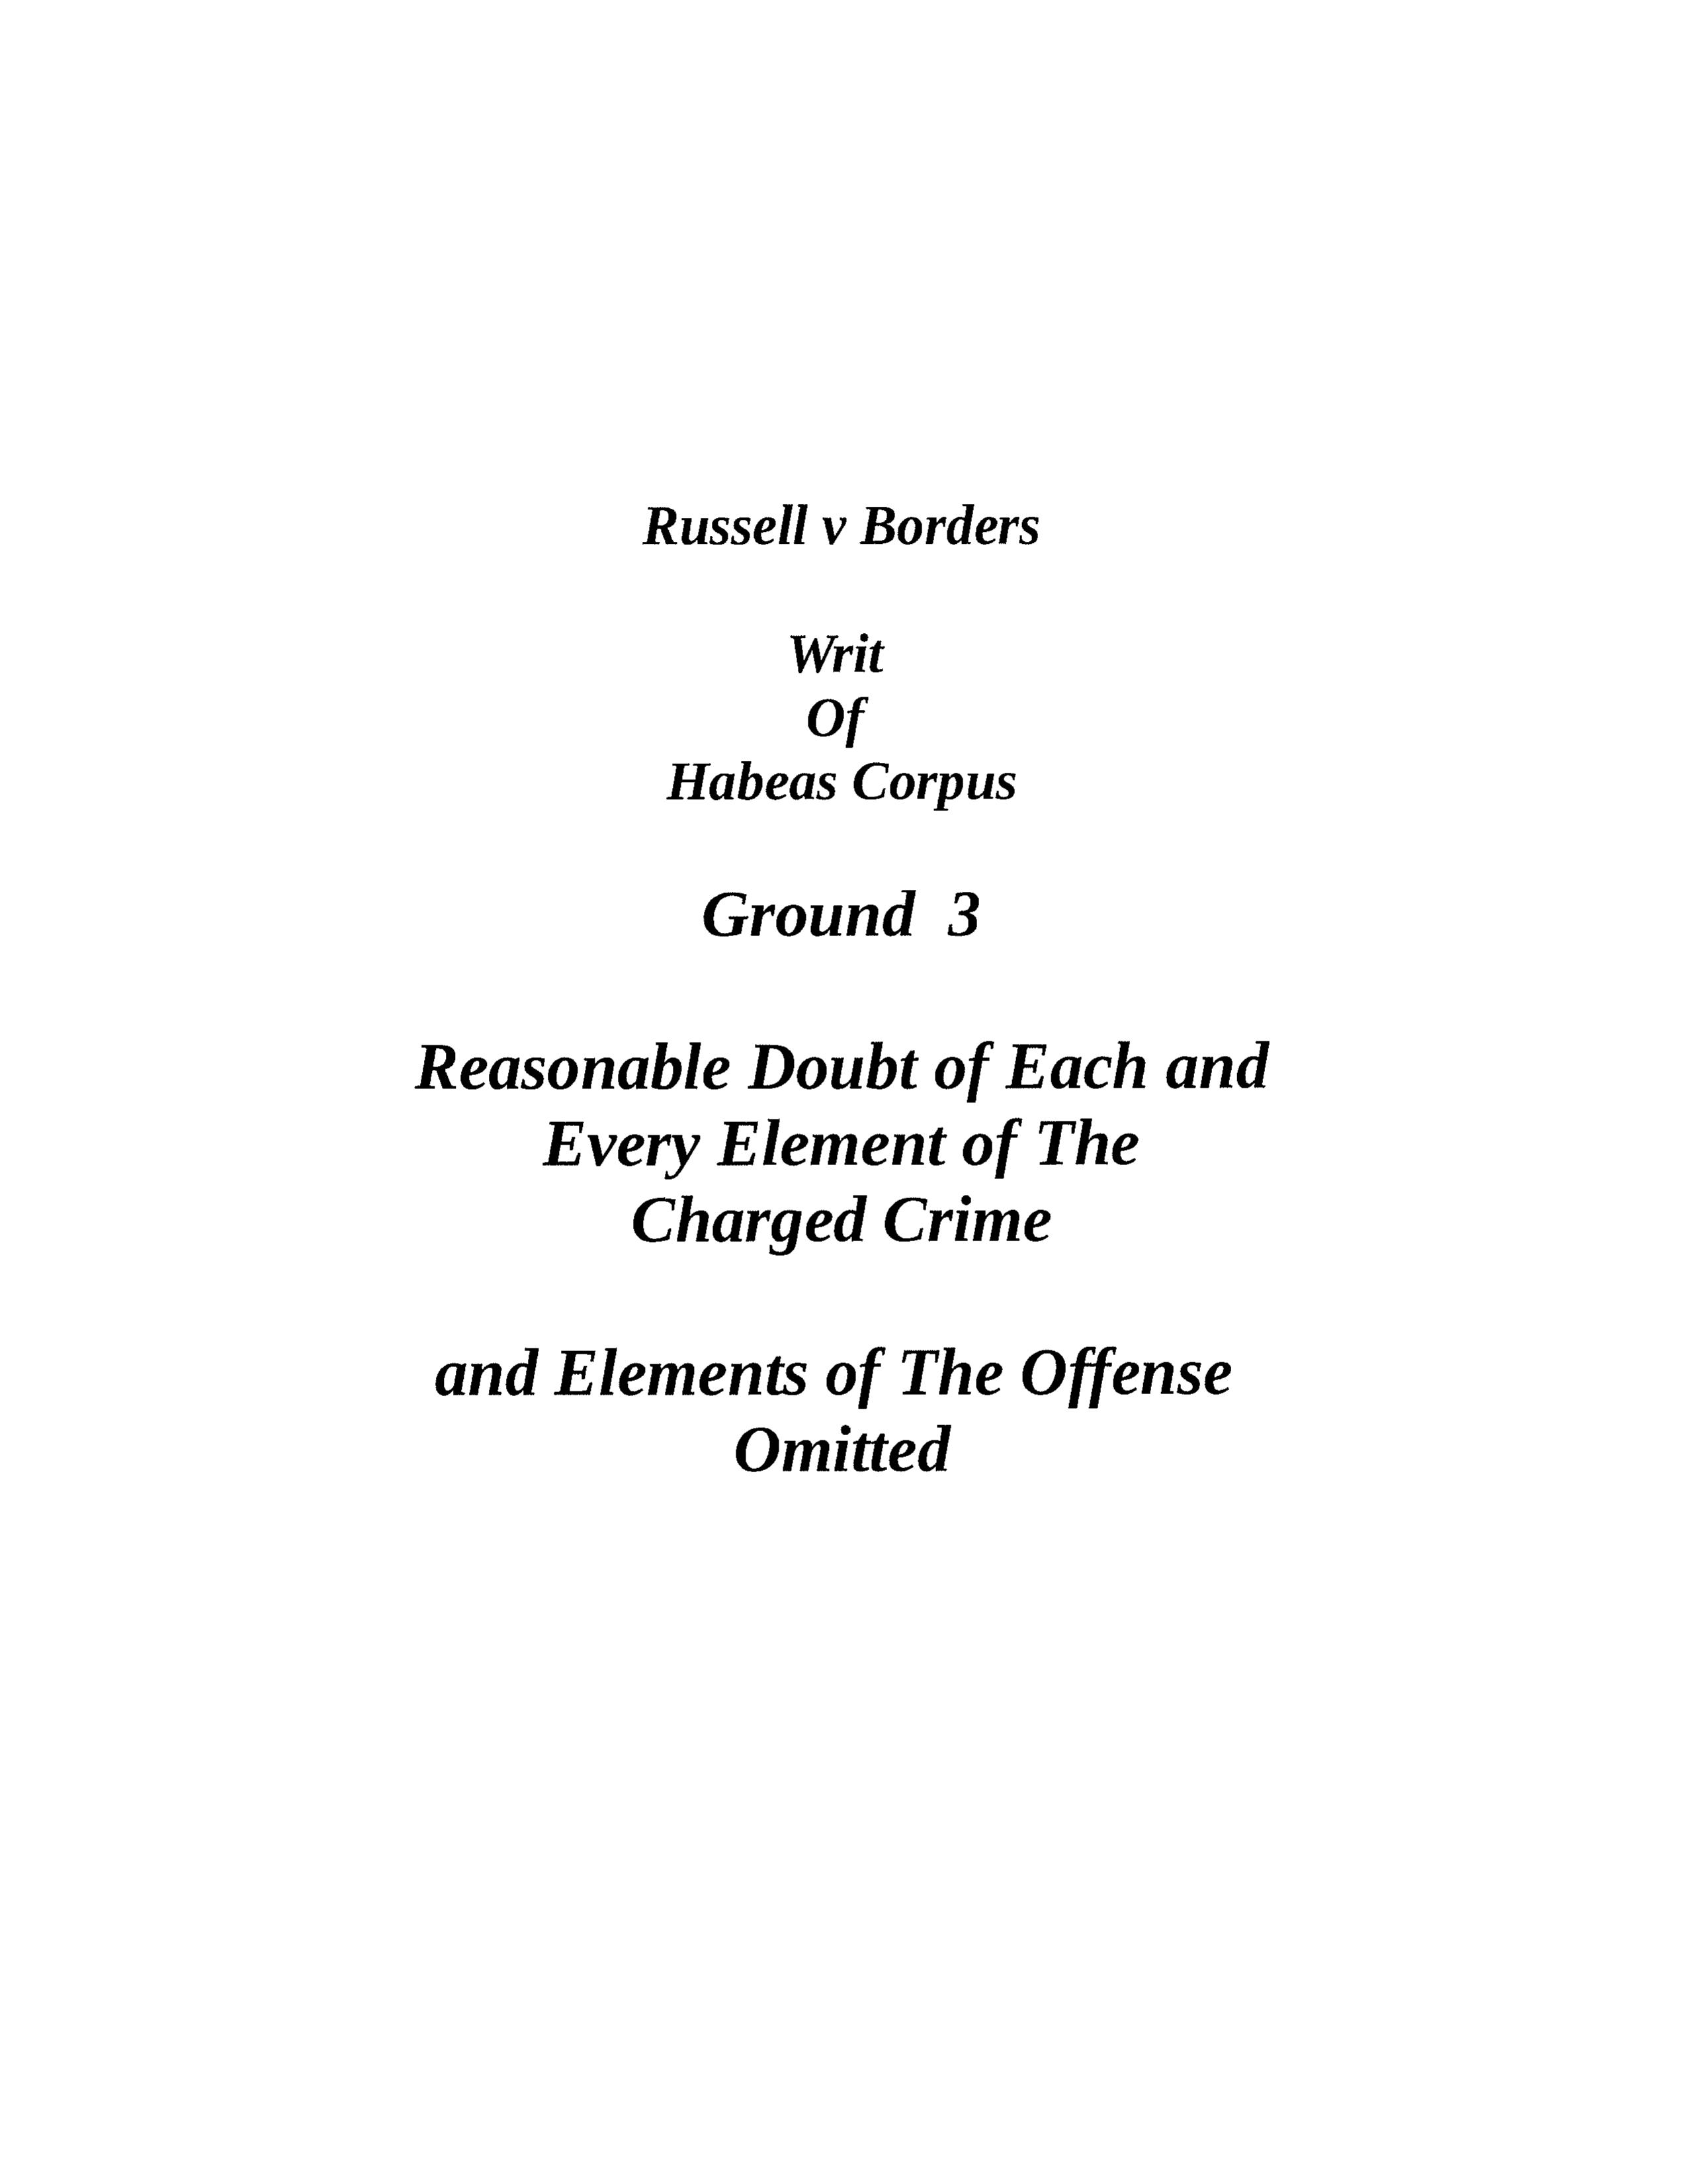 Russell v Borders
Writ
Of
Habeas Corpus
Ground 3
Reasonable Doubt of Each and
Every Element of The
Charged Crime
and Elements of The Offense
Omitted